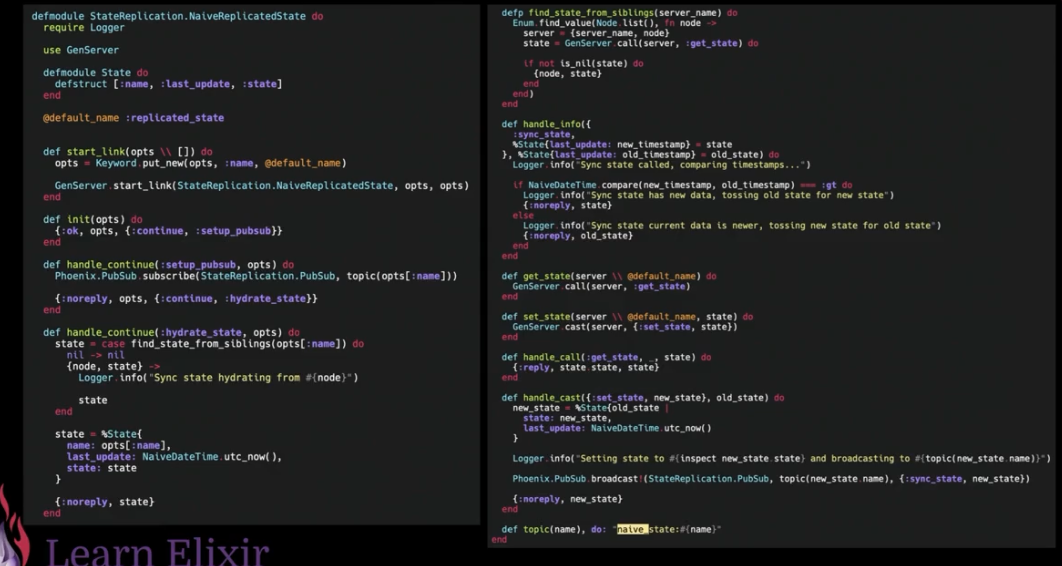 defmodule StateReplication.NaiveReplicatedState do
require Logger
use GenServer
defmodule State do
defstruct [:name, :last_update, :state]
end
@default_name :replicated_state
def start_link(opts \\ []) do
opts = Keyword.put_new(opts, :name, @default_name)
GenServer.start_link(StateReplication.NaiveReplicatedState, opts, opts)
end
def init(opts) do
{:ok, opts, {:continue, :setup_pubsub}}
end
def handle_continue(:setup_pubsub, opts) do
Phoenix.PubSub.subscribe(StateReplication.PubSub, topic(opts[:name]))
{:noreply, opts, {:continue, :hydrate_state}}
end
def handle_continue(:hydrate_state, opts) do
state = case find_state_from_siblings(opts[:name]) do
nil -> nil
{node, state} ->
Logger.info("Sync state hydrating from #{node}")
state
end
state = %State{
name: opts[:name],
last_update: NaiveDateTime.utc_now(),
state: state
}
{:noreply, state}
end
defp find_state_from_siblings(server_name) do
Enum.find_value(Node.list(), fn node ->
server = {server_name, node}
state = GenServer.call(server, :get_state) do
if not is_nil(state) do
{node, state}
end
end)
end
def handle_info({
:sync_state,
%State{last_update: new_timestamp} = state
}, %State{last_update: old_timestamp} = old_state) do
Logger.info("Sync state called, comparing timestamps...")
if NaiveDateTime.compare(new_timestamp, old_timestamp) === :gt do
Logger.info("Sync state has new data, tossing old state for new state")
{:noreply, state}
else
Logger.info("Sync state current data is newer, tossing new state for old state")
{:noreply, old_state}
end
end
def get_state(server \\ @default_name) do
GenServer.call(server, :get_state)
end
def set_state(server \\ @default_name, state) do
GenServer.cast(server, {:set_state, state})
end
def handle_call(:get_state, _, state) do
{:reply, state.state, state}
end
def handle_cast({:set_state, new_state}, old_state) do
new_state = %State{old_state |
state: new_state,
last_update: NaiveDateTime.utc_now()
}
Logger.info("Setting state to #{inspect new_state.state} and broadcasting to #{topic(new_state.name)}")
Phoenix.PubSub.broadcast!(StateReplication.PubSub, topic(new_state.name), {:sync_state, new_state})
{:noreply, new_state}
end
def topic(name), do: "naive_state:#{name}"
end
Learn Elixir